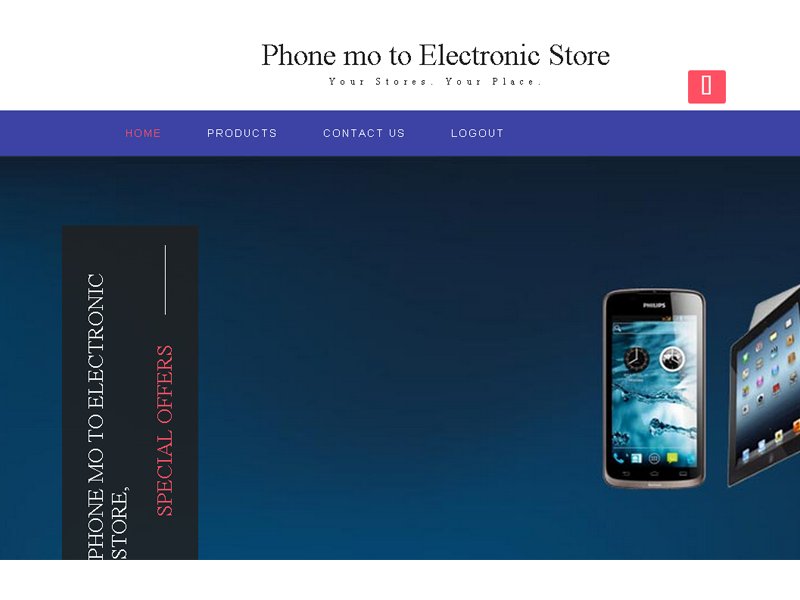 Phone mo to Electronic Store
Your Stores. Your Place.
HOME PRODUCTS CONTACT US LOGOUT
PHONE MO TO ELECTRONIC
STORE,
SPECIAL OFFERS
PHILIPS